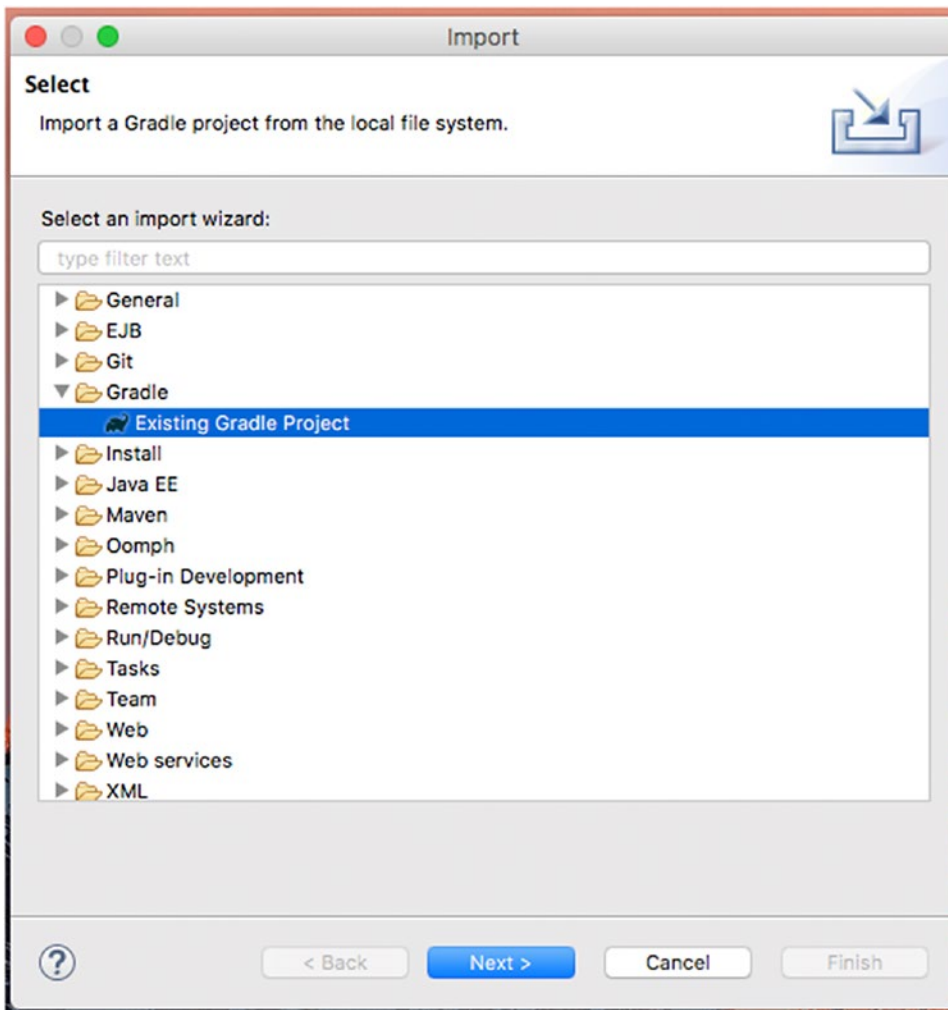 Import
Select
Import a Gradle project from the local file system.
Select an import wizard:
type filter text
General
EJB
Git
Gradle
Existing Gradle Project
Install
Java EE
Maven
Oomph
Plug-in Development
Remote Systems
Run/Debug
Tasks
Team
Web
Web services
XML
? < Back Next > Cancel Finish